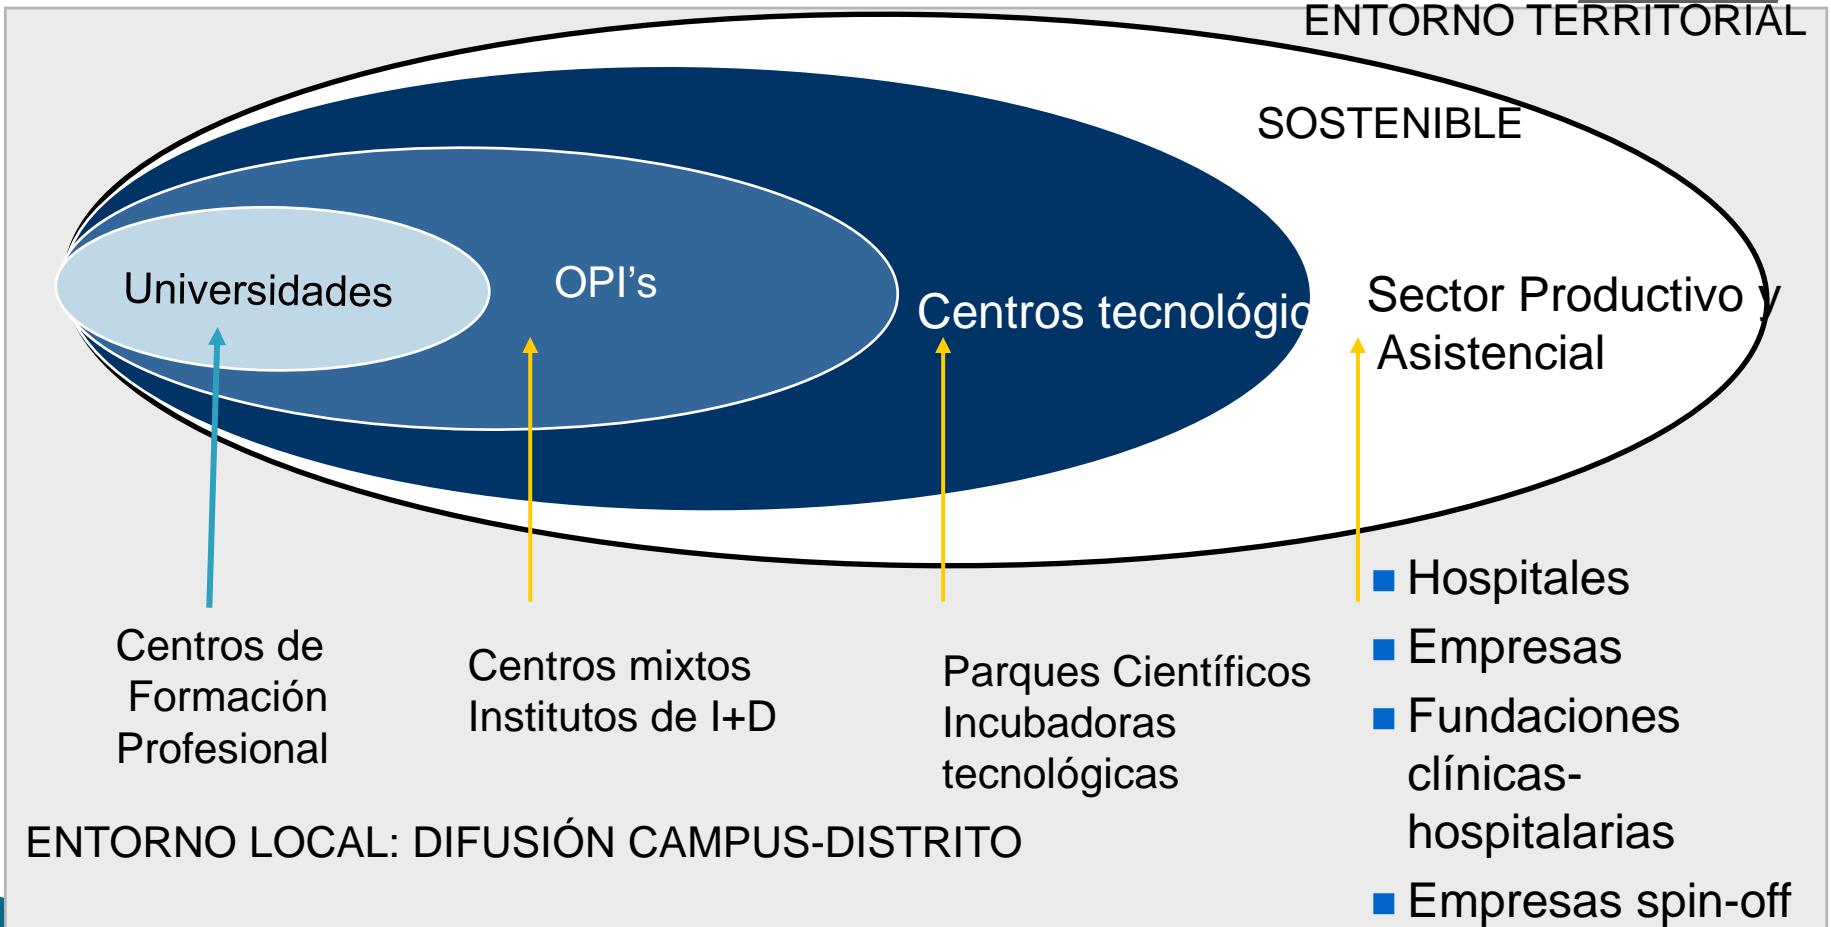 ENTORNO TERRITORIAL
SOSTENIBLE
Universidades
OPI's
Centros tecnológic
Sector Productivo y
Asistencial
Centros de
Formación
Profesional
Centros mixtos
Institutos de I+D
Parques Científicos
Incubadoras
tecnológicas
Hospitales
Empresas
Fundaciones
clínicas-
hospitalarias
Empresas spin-off
ENTORNO LOCAL: DIFUSIÓN CAMPUS-DISTRITO